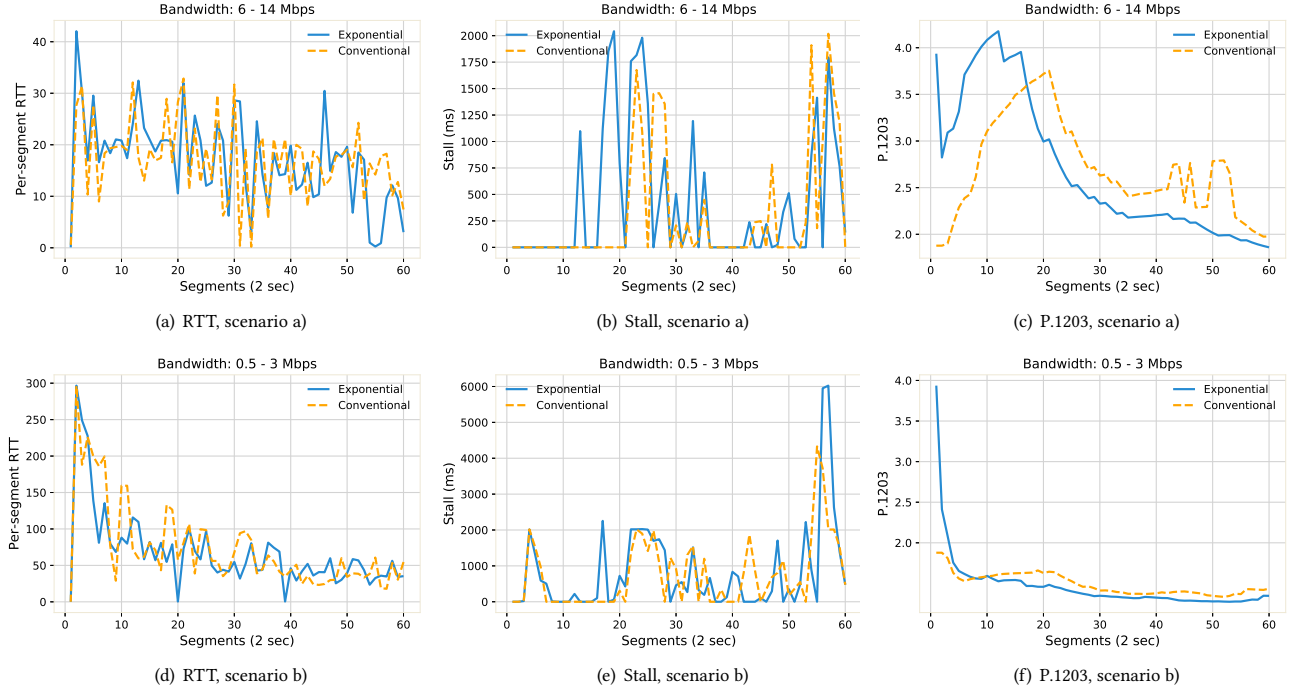 Bandwidth: 6 - 14 Mbps
Per-segment RTT
40
30
20
10
0
Exponential
Conventional
0 10 20 30 40 50 60
Segments (2 sec)
(a) RTT, scenario a)
Bandwidth: 6 - 14 Mbps
Stall (ms)
2000
1750
1500
1250
1000
750
500
250
0
Exponential
Conventional
0 10 20 30 40 50 60
Segments (2 sec)
(b) Stall, scenario a)
Bandwidth: 6 - 14 Mbps
P.1203
4.0
3.5
3.0
2.5
2.0
Exponential
Conventional
0 10 20 30 40 50 60
Segments (2 sec)
(c) P.1203, scenario a)
Bandwidth: 0.5 - 3 Mbps
Per-segment RTT
300
250
200
150
100
50
0
Exponential
Conventional
0 10 20 30 40 50 60
Segments (2 sec)
(d) RTT, scenario b)
Bandwidth: 0.5 - 3 Mbps
Stall (ms)
6000
5000
4000
3000
2000
1000
0
Exponential
Conventional
0 10 20 30 40 50 60
Segments (2 sec)
(e) Stall, scenario b)
Bandwidth: 0.5 - 3 Mbps
P.1203
4.0
3.5
3.0
2.5
2.0
Exponential
Conventional
0 10 20 30 40 50 60
Segments (2 sec)
(f) P.1203, scenario b)